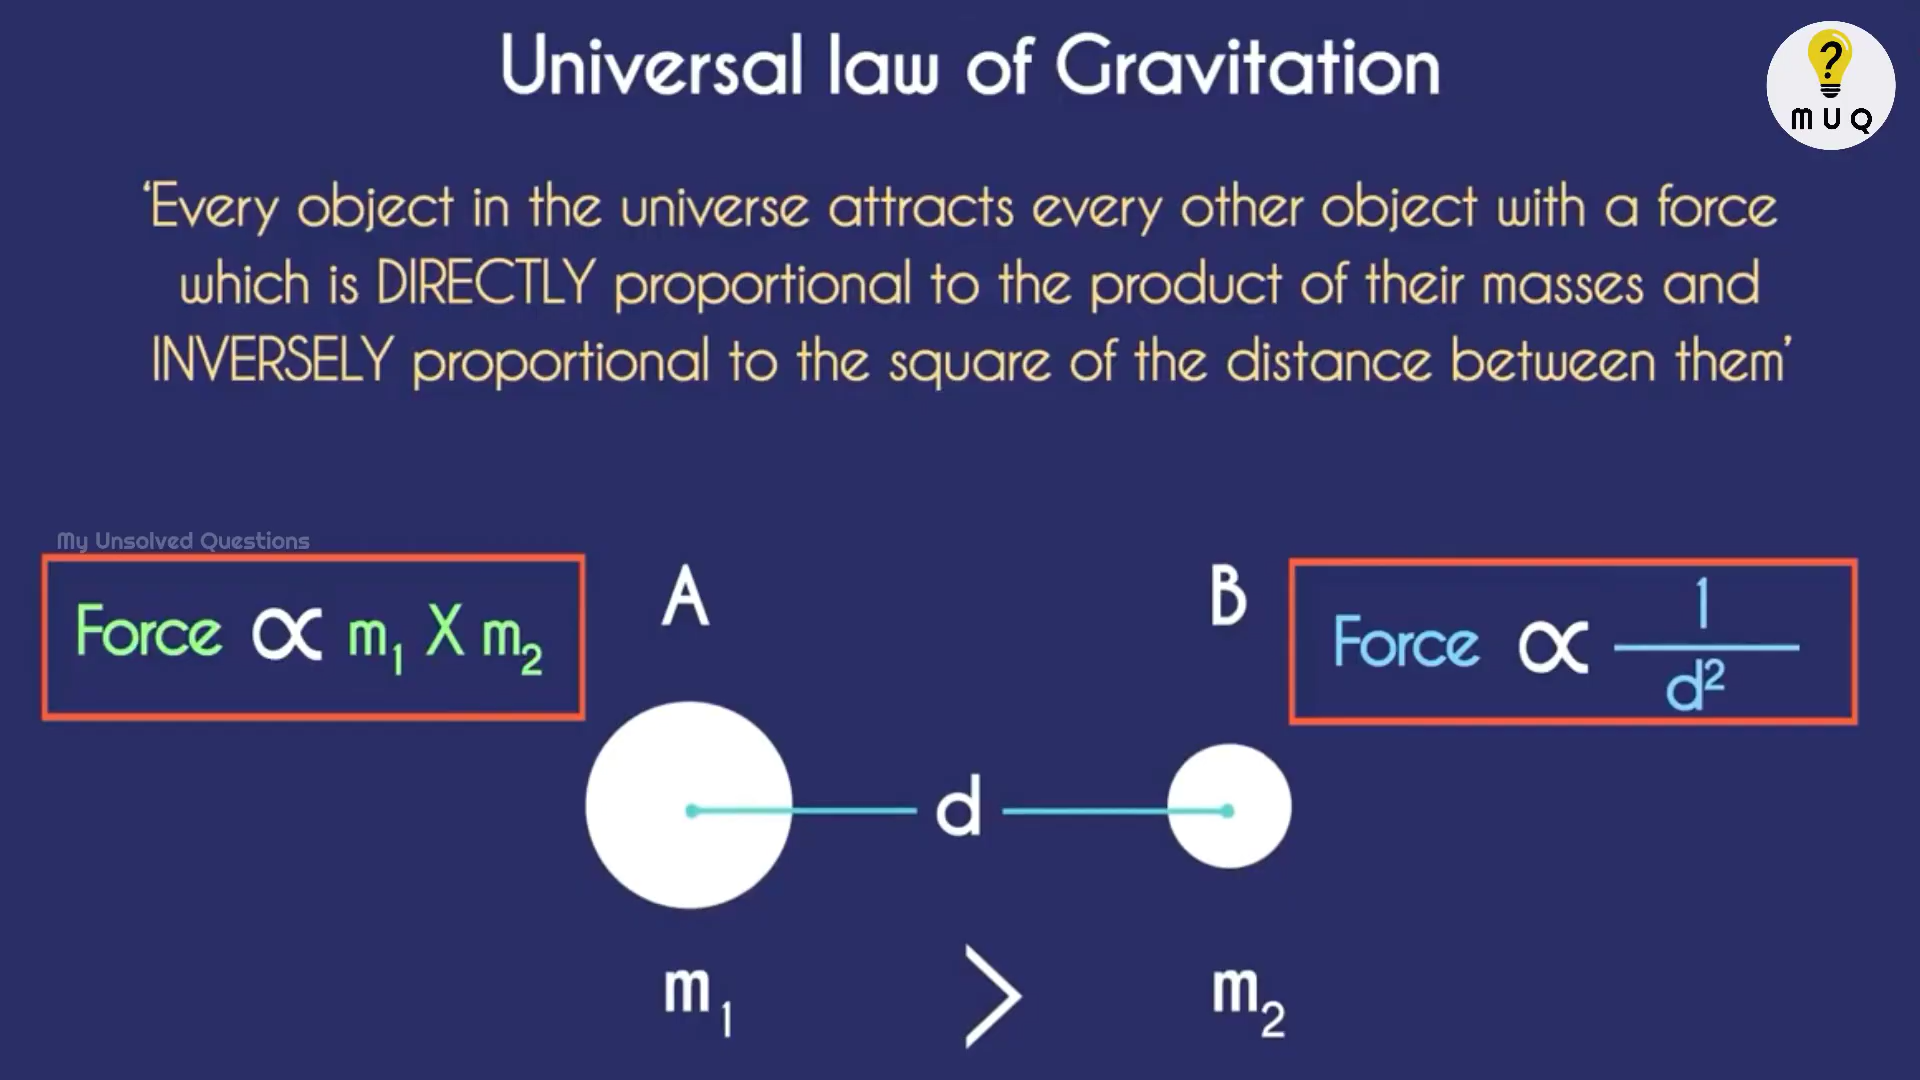 Universal law of Gravitation
?
M U Q
‘Every object in the universe attracts every other object with a force
which is DIRECTLY proportional to the product of their masses and
INVERSELY proportional to the square of the distance between them’
My Unsolved Questions
Force ∝ m₁ X m₂
A
B
Force ∝ 1
d²
d
m₁ > m₂